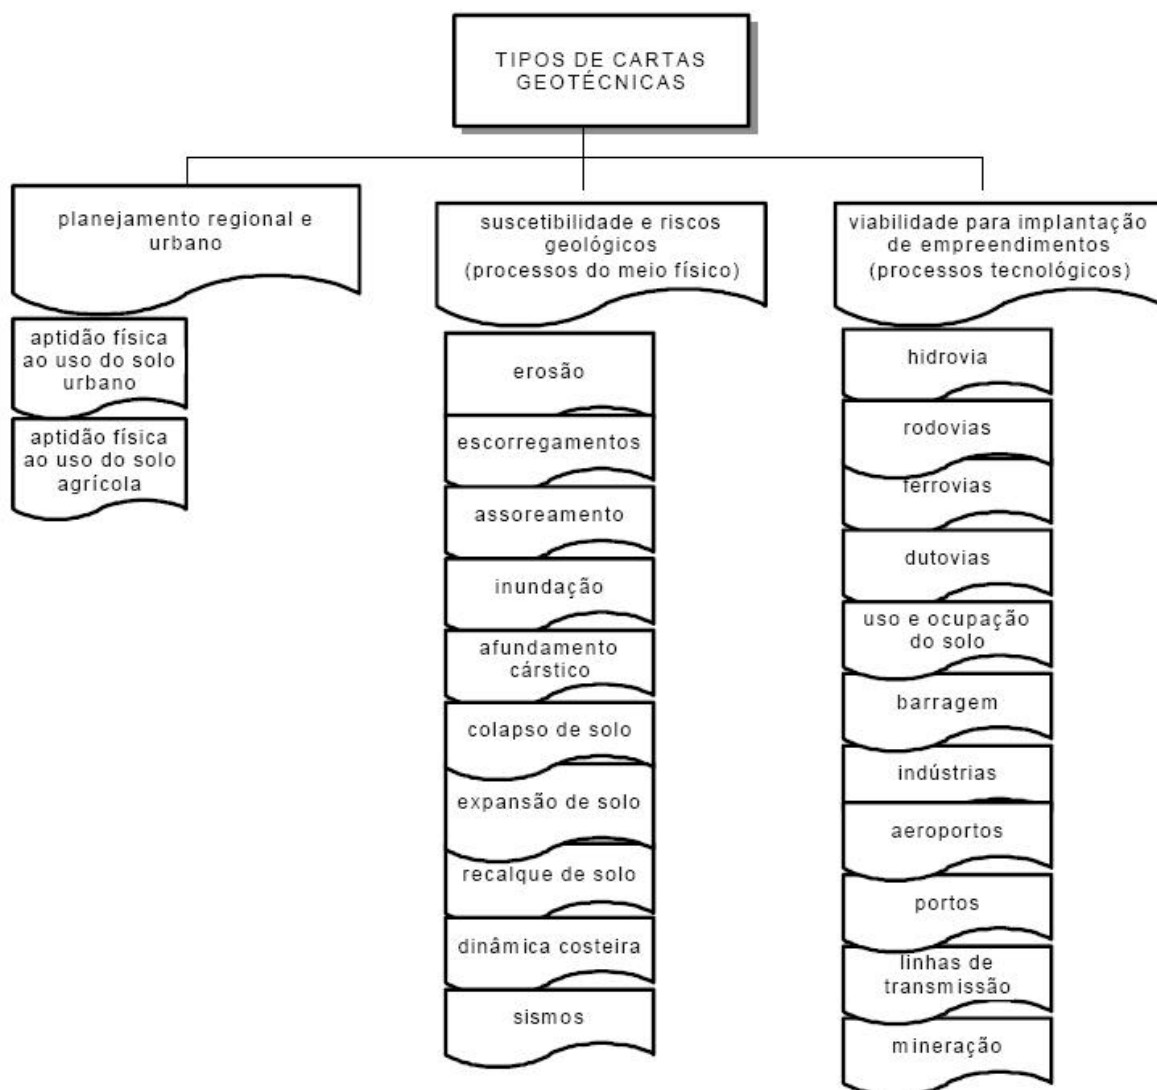 TIPOS DE CARTAS
GEOTÉCNICAS
planejamento regional e
urbano
aptidão física
ao uso do solo
urbano
aptidão física
ao uso do solo
agrícola
suscetibilidade e riscos
geológicos
(processos do meio físico)
erosão
escorregamentos
assoreamento
inundação
afundamento
cárstico
colapso de solo
expansão de solo
recalque de solo
dinâmica costeira
sismos
viabilidade para implantação
de empreendimentos
(processos tecnológicos)
hidrovia
rodovias
ferrovias
dutovias
uso e ocupação
do solo
barragem
indústrias
aeroportos
portos
linhas de
transmissão
mineração